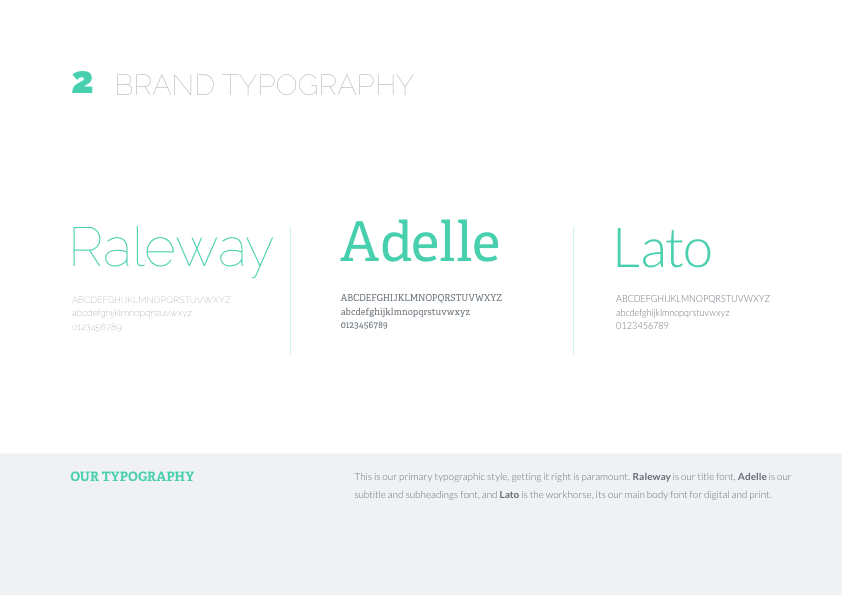 2 BRAND TYPOGRAPHY
Raleway
ABCDEFGHIJKLMNOPQRSTUVWXYZ
abcdefghijklmnopqrstuvwxyz
0123456789
Adelle
ABCDEFGHIJKLMNOPQRSTUVWXYZ
abcdefghijklmnopqrstuvwxyz
0123456789
Lato
ABCDEFGHIJKLMNOPQRSTUVWXYZ
abcdefghijklmnopqrstuvwxyz
0123456789
OUR TYPOGRAPHY
This is our primary typographic style, getting it right is paramount. Raleway is our title font, Adelle is our
subtitle and subheadings font, and Lato is the workhorse, its our main body font for digital and print.